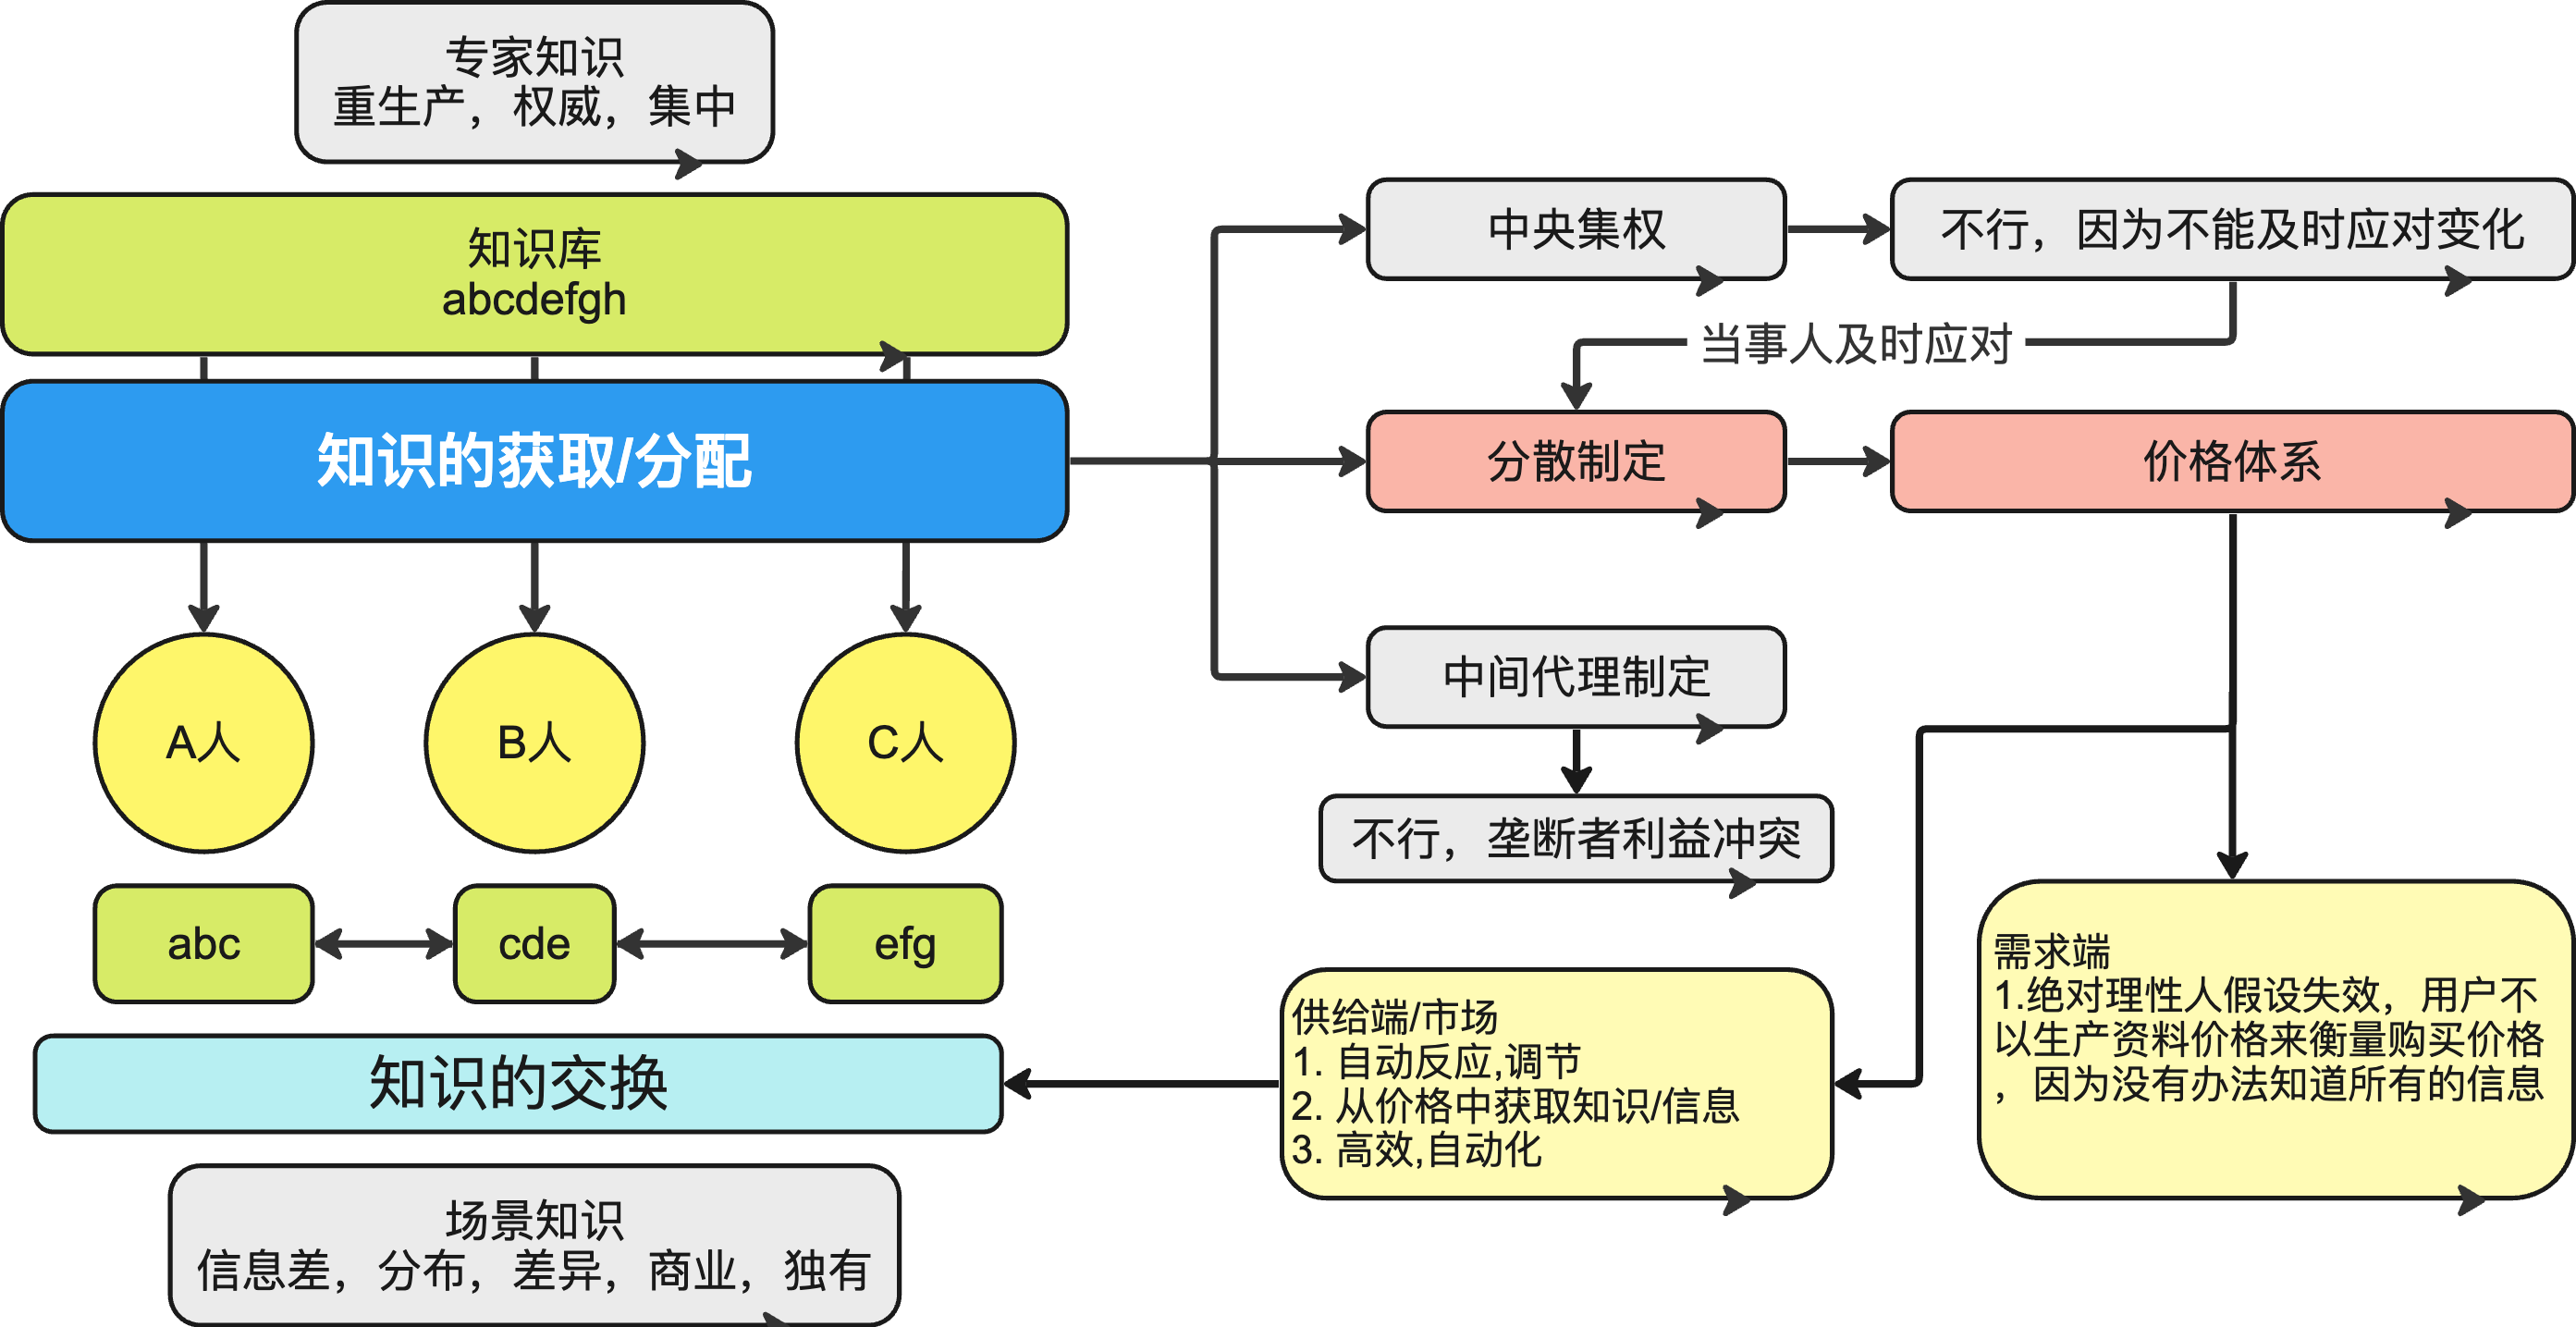 专家知识
重生产，权威，集中
知识库
abcdefgh
知识的获取/分配
A人
B人
C人
abc
cde
efg
知识的交换
场景知识
信息差，分布，差异，商业，独有
中央集权
不行，因为不能及时应对变化
当事人及时应对
分散制定
价格体系
中间代理制定
不行，垄断者利益冲突
供给端/市场
1. 自动反应,调节
2. 从价格中获取知识/信息
3. 高效,自动化
需求端
1.绝对理性人假设失效，用户不
以生产资料价格来衡量购买价格
，因为没有办法知道所有的信息